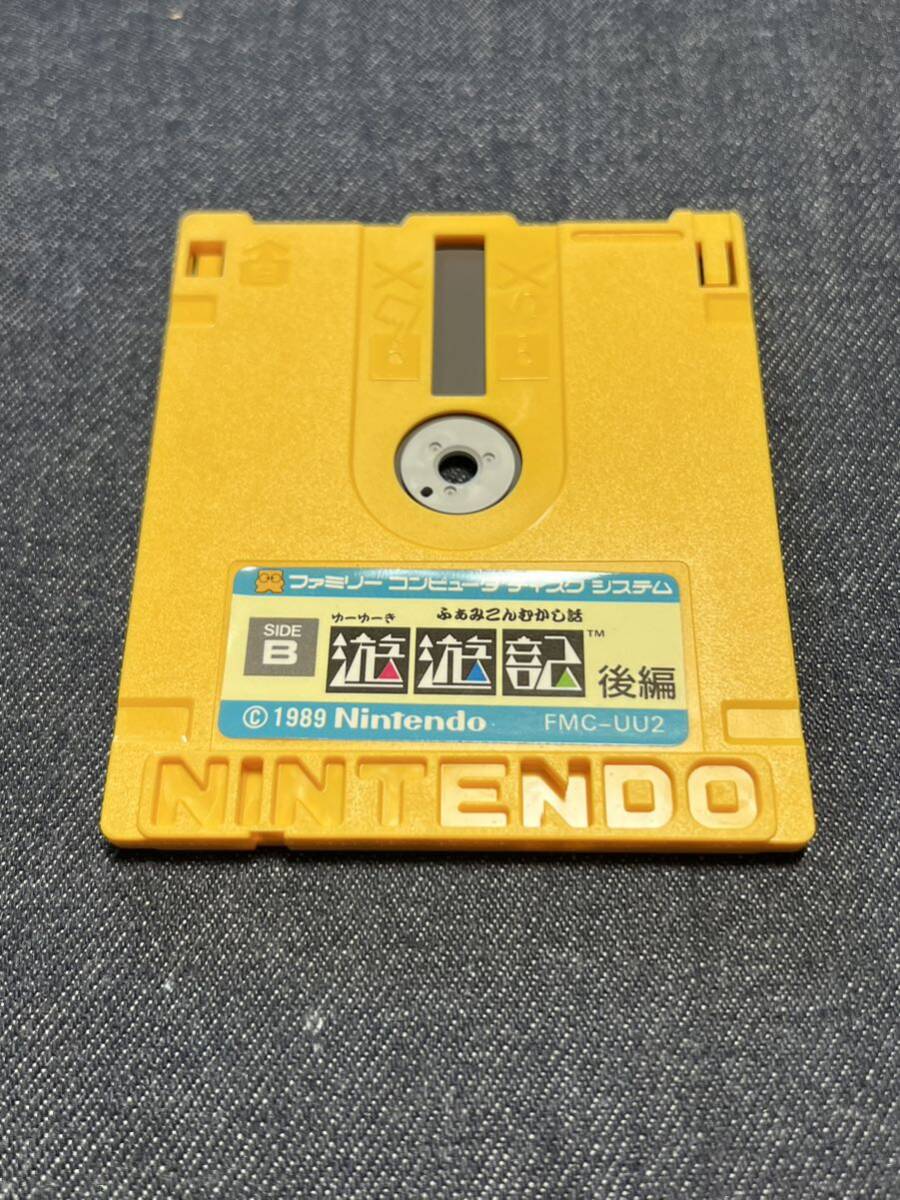 ファミリー コンピュータ ディスク システム
ゆーゆーき ふぁみこんむかし話
SIDE B 遊遊記™ 後編
© 1989 Nintendo FMC-UU2
NINTENDO